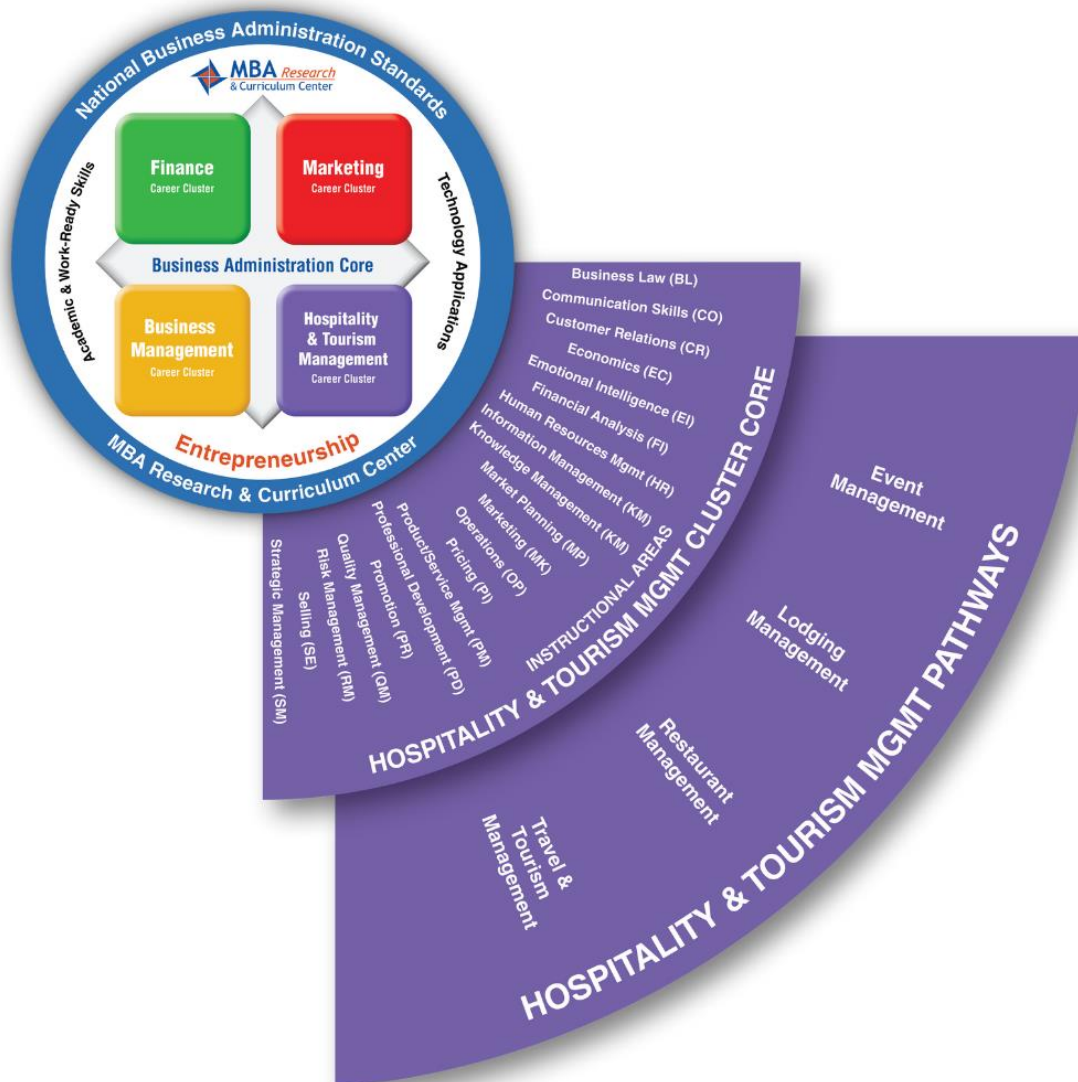 National Business Administration Standards
MBA Research
& Curriculum Center
Academic & Work-Ready Skills
Technology Applications
Finance
Career Cluster
Marketing
Career Cluster
Business Administration Core
Business
Management
Career Cluster
Hospitality
& Tourism
Management
Career Cluster
Entrepreneurship
MBA Research & Curriculum Center
Business Law (BL)
Communication Skills (CO)
Customer Relations (CR)
Economics (EC)
Emotional Intelligence (EI)
Financial Analysis (FI)
Human Resources Mgmt (HR)
Information Management (KM)
Knowledge Management (KM)
Market Planning (MP)
Marketing (MK)
Operations (OP)
Pricing (PI)
Product/Service Mgmt (PM)
Professional Development (PD)
Promotion (PR)
Quality Management (QM)
Risk Management (RM)
Selling (SE)
Strategic Management (SM)
INSTRUCTIONAL AREAS
HOSPITALITY & TOURISM MGMT CLUSTER CORE
Event
Management
Lodging
Management
Restaurant
Management
Travel &
Tourism
Management
HOSPITALITY & TOURISM MGMT PATHWAYS